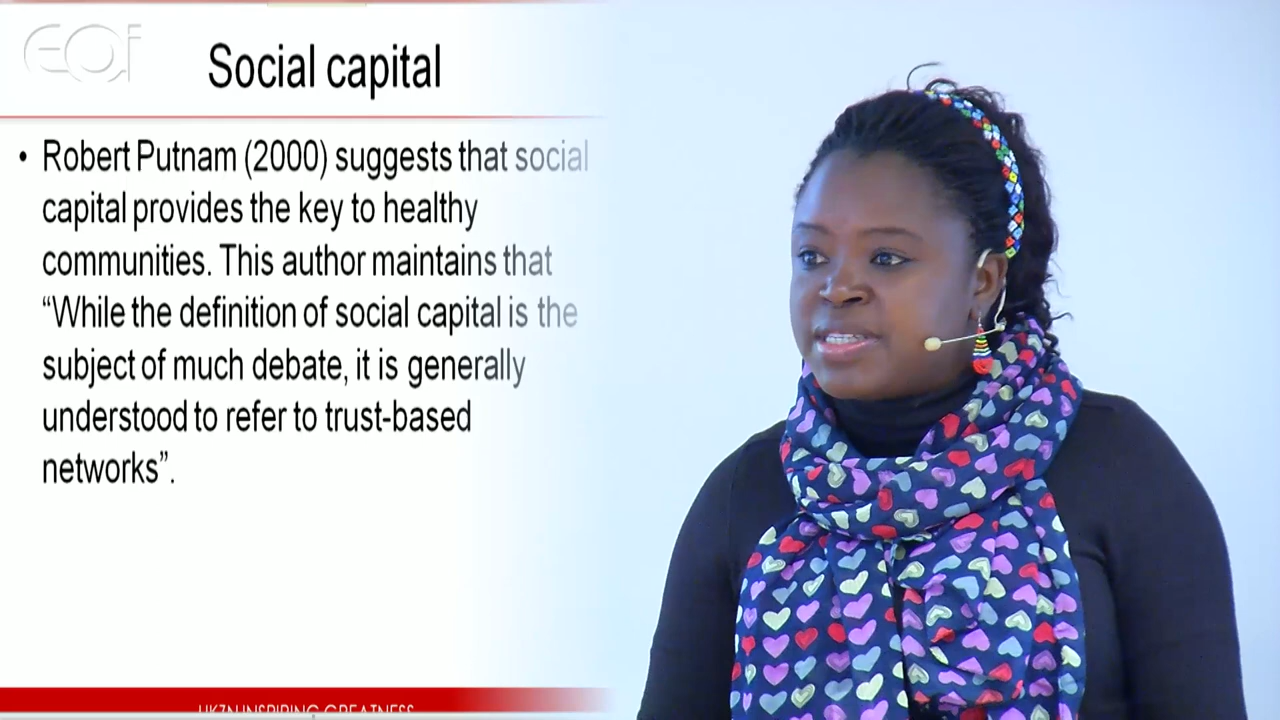 eai
Social capital
• Robert Putnam (2000) suggests that social
capital provides the key to healthy
communities. This author maintains that
“While the definition of social capital is the
subject of much debate, it is generally
understood to refer to trust-based
networks”.
UKZN INSPIRING GREATNESS